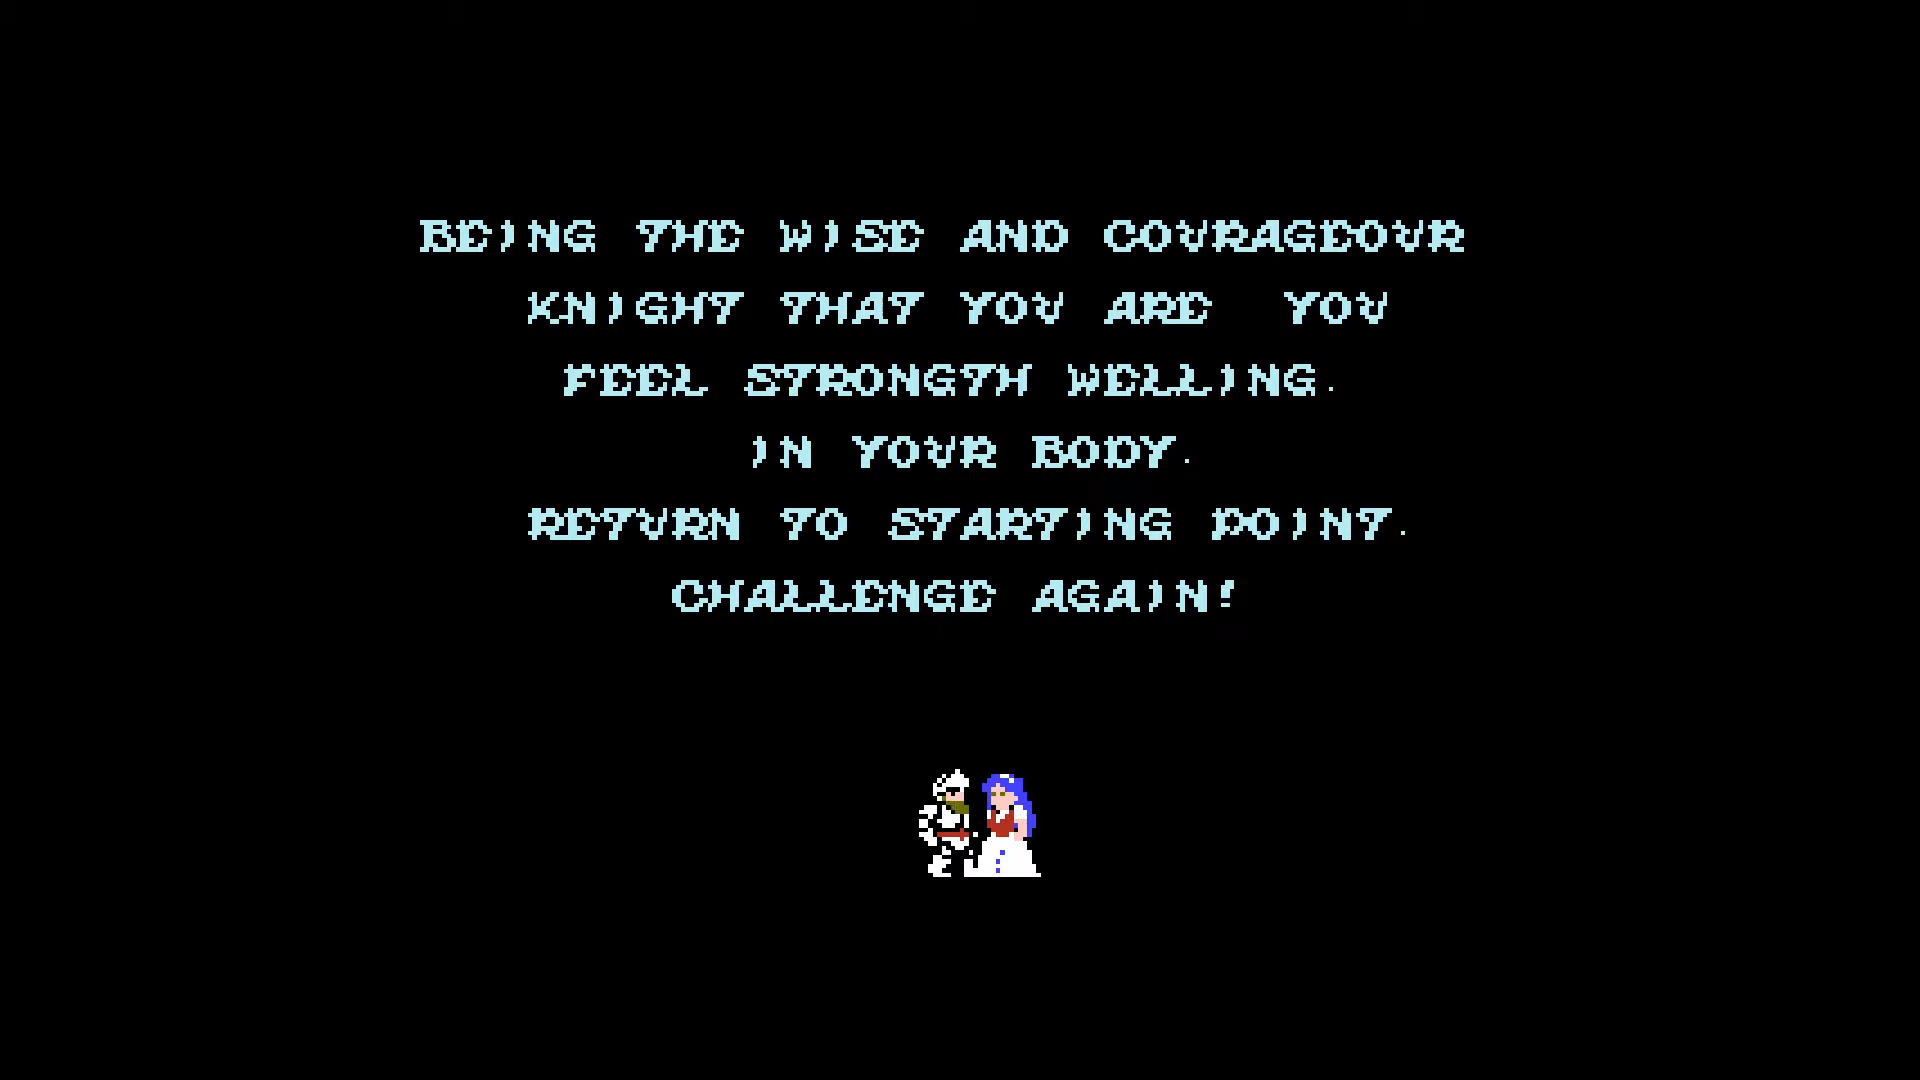 BEING THE WISE AND COURAGEOUR
KNIGHT THAT YOU ARE  YOU
FEEL STRONGTH WELLING.
IN YOUR BODY.
RETURN TO STARTING POINT.
CHALLENGE AGAIN!